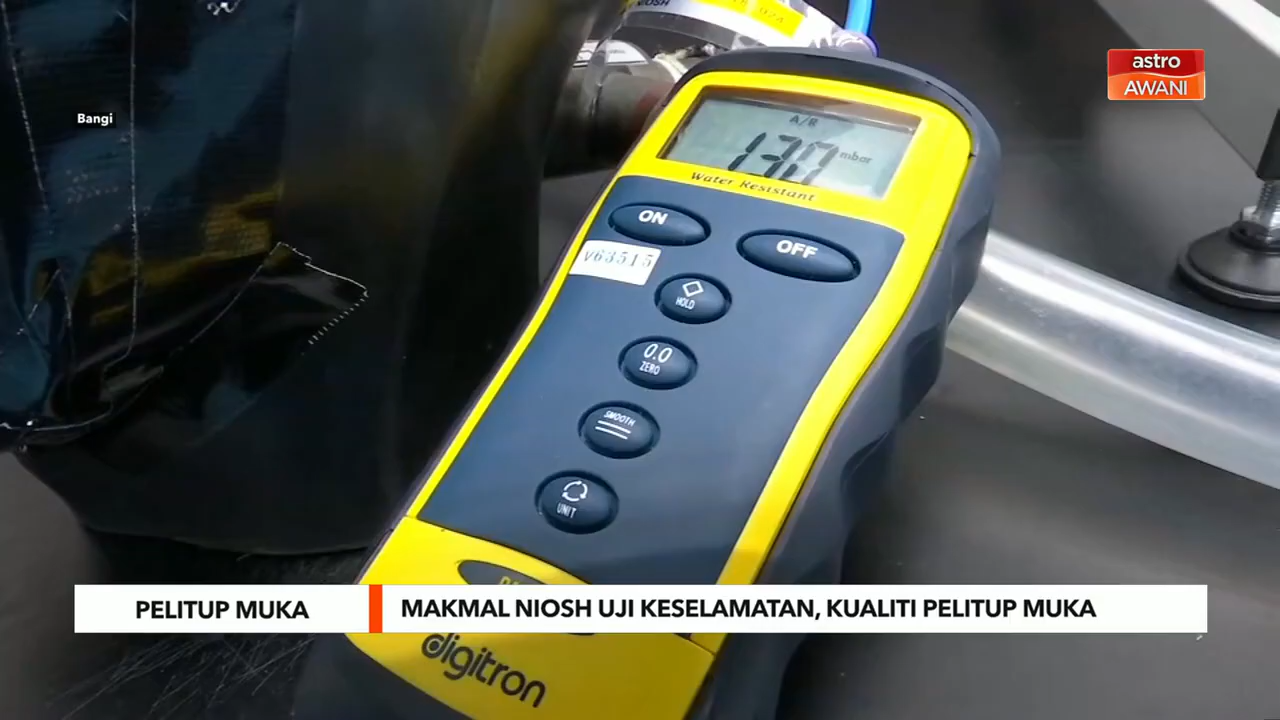 NIOSH
astro
AWANI
Bangi
A/R
mbar
Water Resistant
ON
OFF
V63515
HOLD
0.0
ZERO
SMOOTH
UNIT
PELITUP MUKA
MAKMAL NIOSH UJI KESELAMATAN, KUALITI PELITUP MUKA
digitron